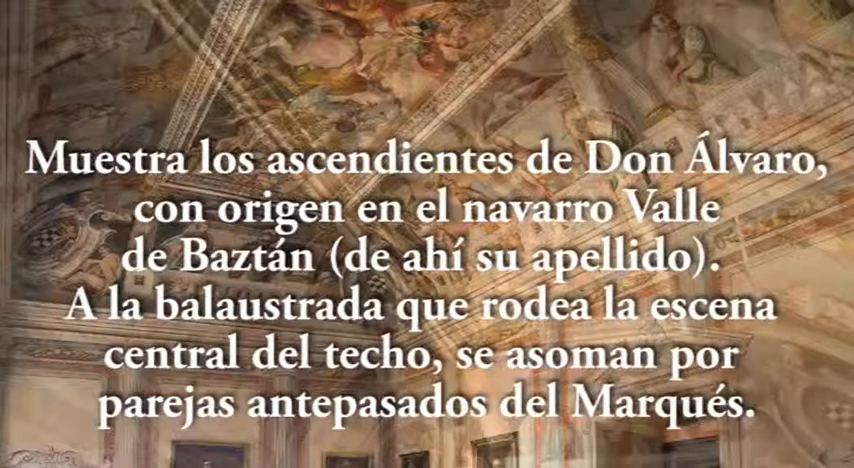 Muestra los ascendientes de Don Álvaro,
con origen en el navarro Valle
de Baztán (de ahí su apellido).
A la balaustrada que rodea la escena
central del techo, se asoman por
parejas antepasados del Marqués.